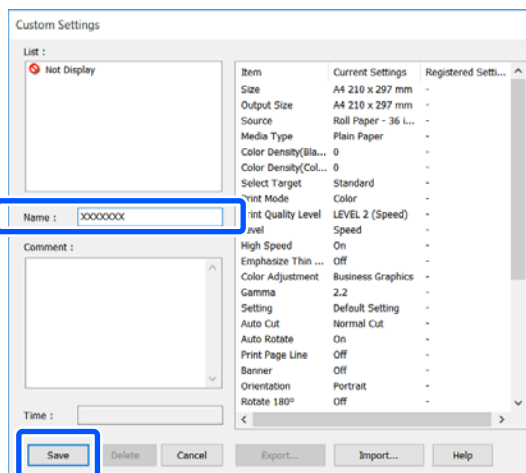 Custom Settings
List :
Not Display
Name : XXXXXXX
Comment :
Time :
Item Current Settings Registered Setti...
Size A4 210 x 297 mm -
Output Size A4 210 x 297 mm -
Source Roll Paper - 36 i... -
Media Type Plain Paper -
Color Density(Bla... 0 -
Color Density(Col... 0 -
Select Target Standard -
Print Mode Color -
Print Quality Level LEVEL 2 (Speed) -
Level Speed -
High Speed On -
Emphasize Thin ... Off -
Color Adjustment Business Graphics -
Gamma 2.2 -
Setting Default Setting -
Auto Cut Normal Cut -
Auto Rotate On -
Print Page Line Off -
Banner Off -
Orientation Portrait -
Rotate 180° Off -
Save Delete Cancel Export... Import... Help